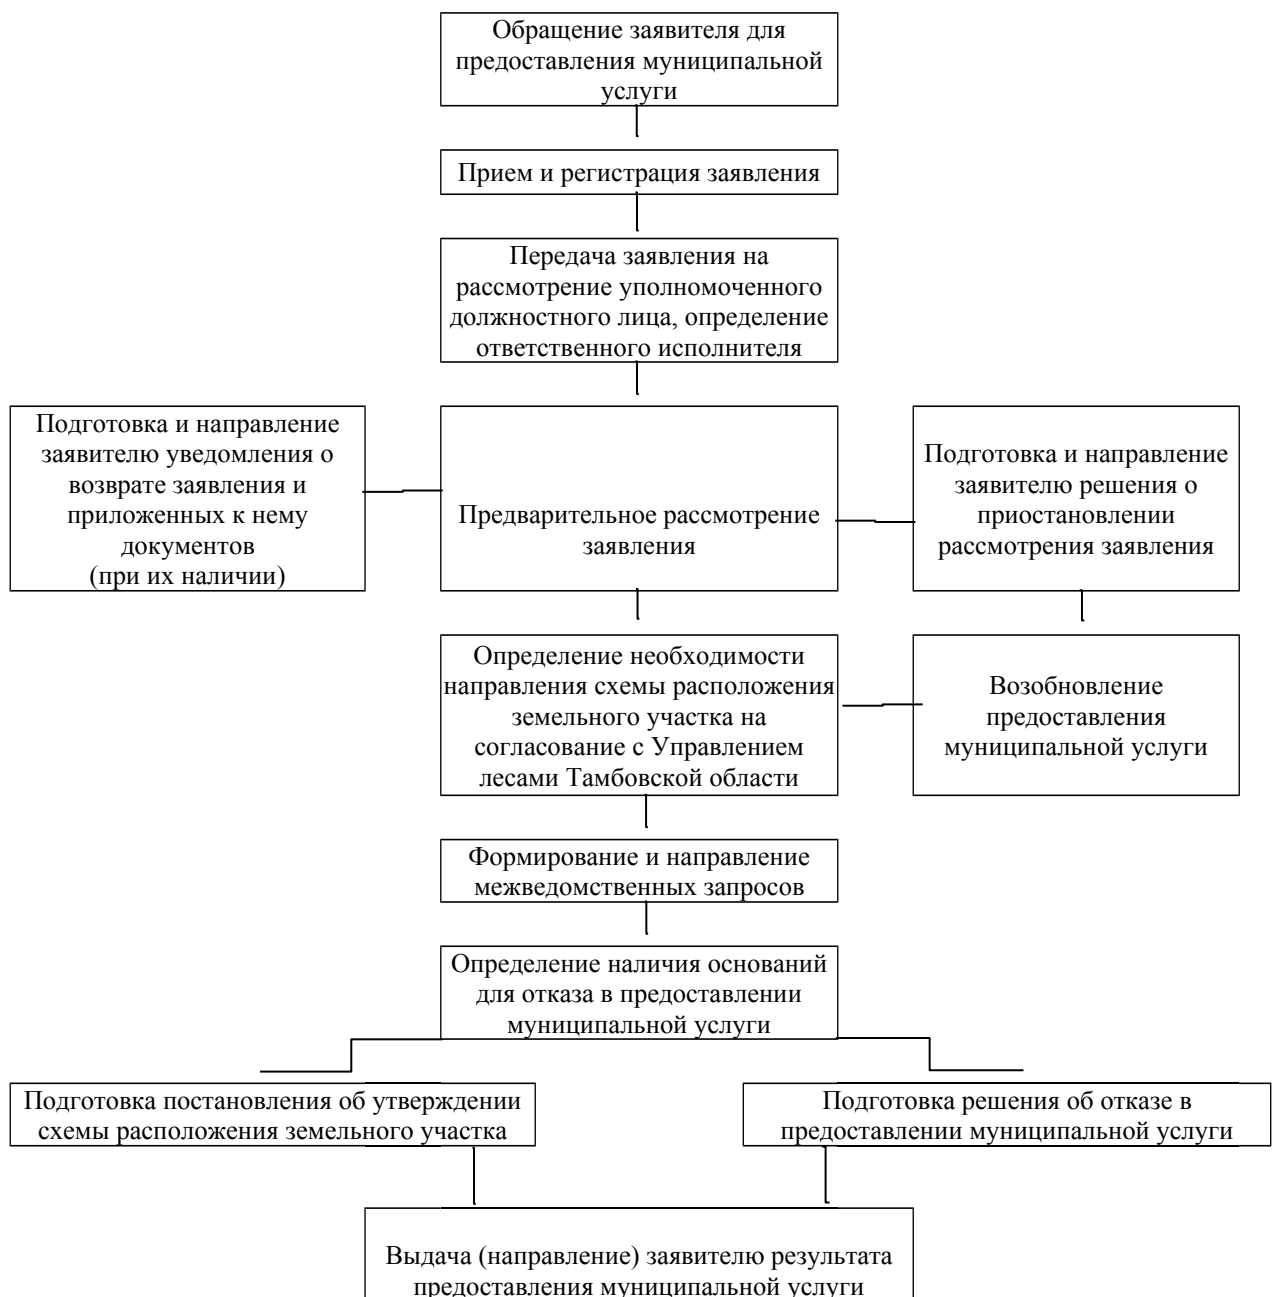 Обращение заявителя для
предоставления муниципальной
услуги
Прием и регистрация заявления
Передача заявления на
рассмотрение уполномоченного
должностного лица, определение
ответственного исполнителя
Подготовка и направление
заявителю уведомления о
возврате заявления и
приложенных к нему
документов
(при их наличии)
Предварительное рассмотрение
заявления
Подготовка и направление
заявителю решения о
приостановлении
рассмотрения заявления
Определение необходимости
направления схемы расположения
земельного участка на
согласование с Управлением
лесами Тамбовской области
Возобновление
предоставления
муниципальной услуги
Формирование и направление
межведомственных запросов
Определение наличия оснований
для отказа в предоставлении
муниципальной услуги
Подготовка постановления об утверждении
схемы расположения земельного участка
Подготовка решения об отказе в
предоставлении муниципальной услуги
Выдача (направление) заявителю результата
предоставления муниципальной услуги